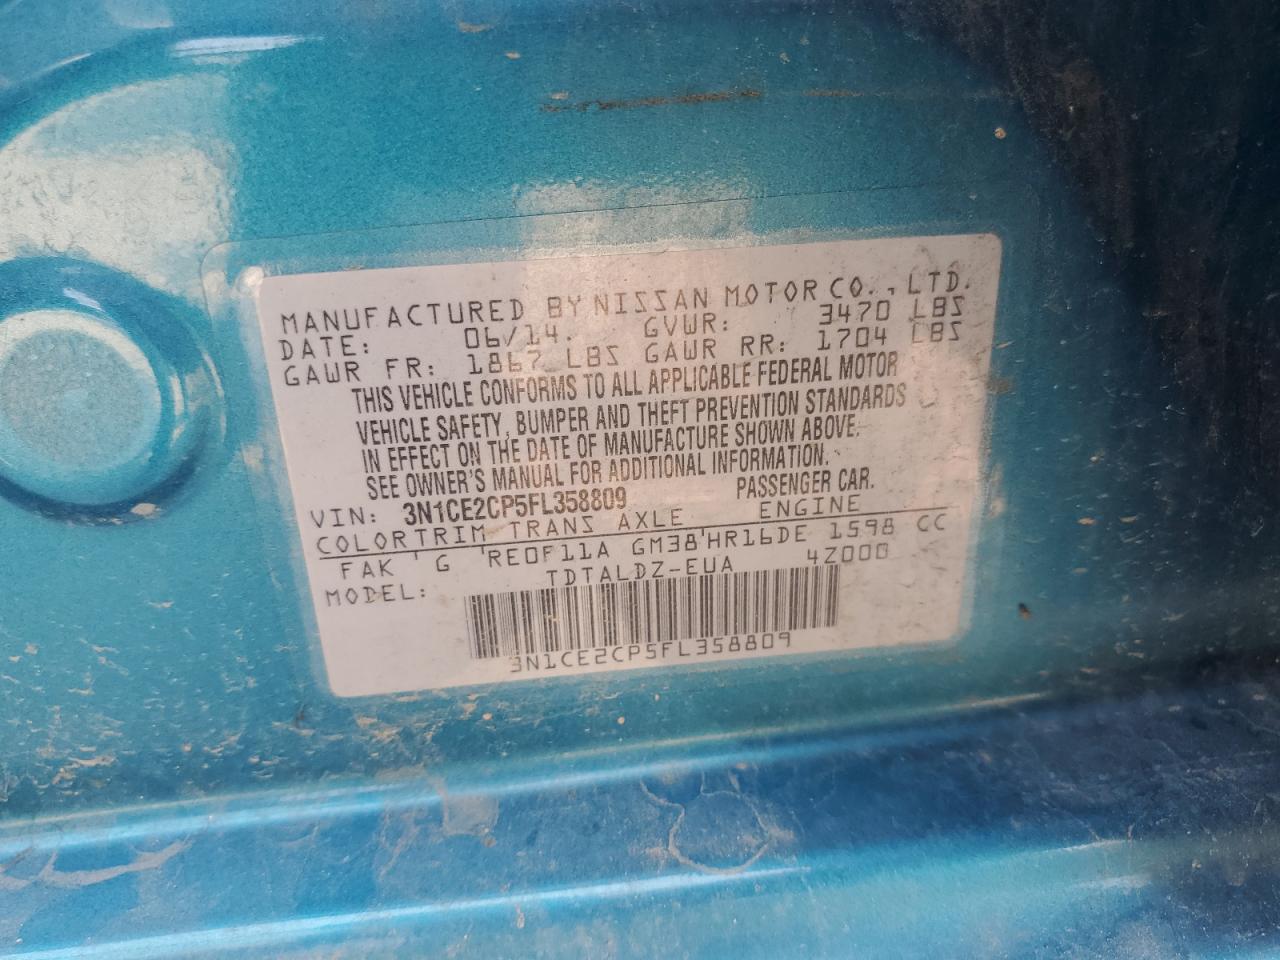 MANUFACTURED BY NISSAN MOTOR CO., LTD.
DATE: 06/14. GVWR: 3470 LBS
GAWR FR: 1867 LBS GAWR RR: 1704 LBS
THIS VEHICLE CONFORMS TO ALL APPLICABLE FEDERAL MOTOR
VEHICLE SAFETY, BUMPER AND THEFT PREVENTION STANDARDS
IN EFFECT ON THE DATE OF MANUFACTURE SHOWN ABOVE.
SEE OWNER'S MANUAL FOR ADDITIONAL INFORMATION.
VIN: 3N1CE2CP5FL358809 PASSENGER CAR.
COLOR TRIM TRANS AXLE ENGINE
FAK G RE0F11A GM38 HR16DE 1598 CC
MODEL: TDTALDZ-EUA 4Z000
3N1CE2CP5FL358809